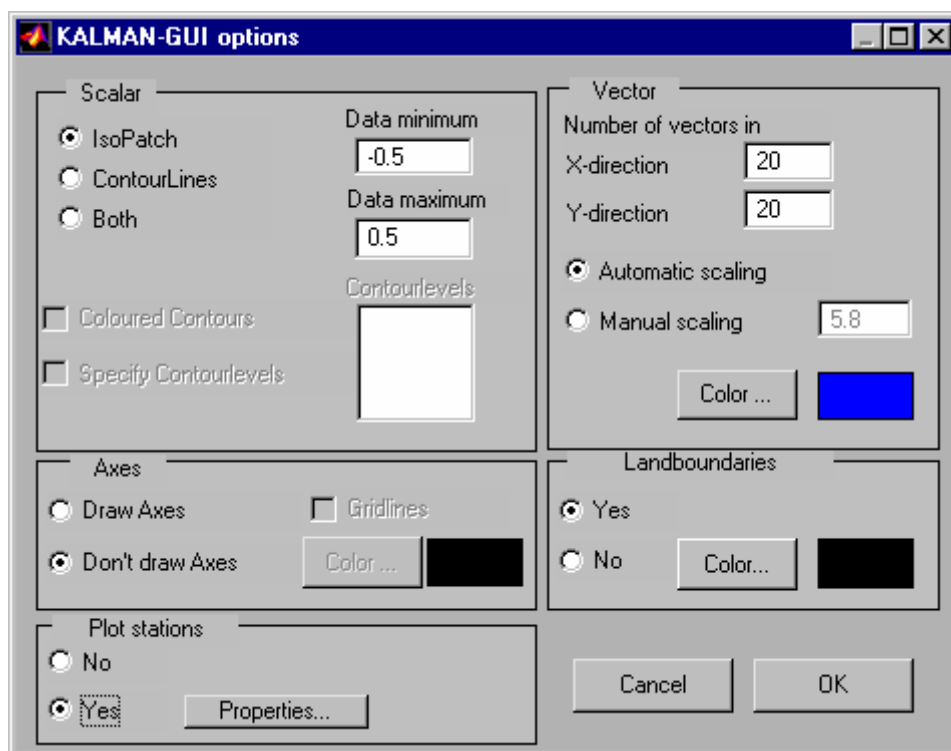 KALMAN-GUI options
Scalar
IsoPatch
ContourLines
Both
Data minimum
-0.5
Data maximum
0.5
Contourlevels
Coloured Contours
Specify Contourlevels
Vector
Number of vectors in
X-direction 20
Y-direction 20
Automatic scaling
Manual scaling 5.8
Color ...
Axes
Draw Axes Gridlines
Don't draw Axes Color ...
Landboundaries
Yes
No Color...
Plot stations
No
Yes Properties...
Cancel OK